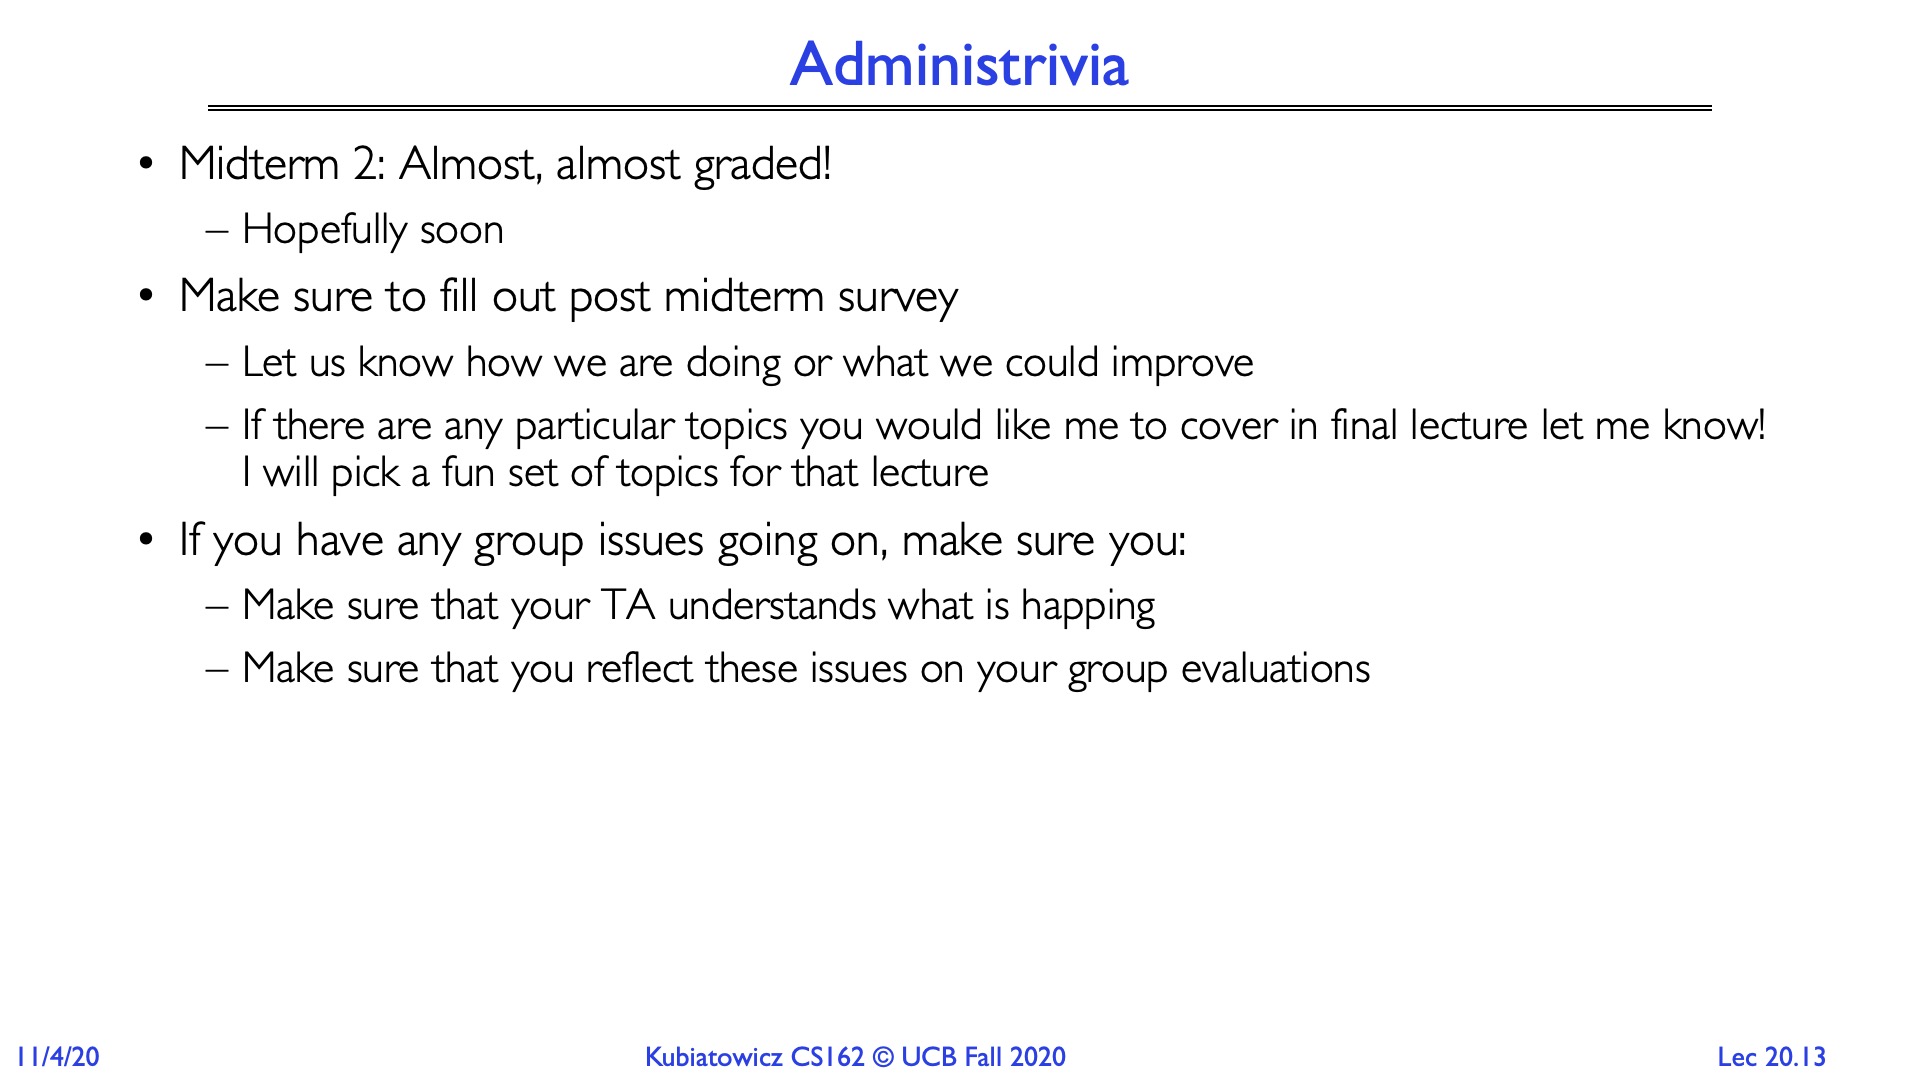 Administrivia
• Midterm 2: Almost, almost graded!
– Hopefully soon
• Make sure to fill out post midterm survey
– Let us know how we are doing or what we could improve
– If there are any particular topics you would like me to cover in final lecture let me know!
I will pick a fun set of topics for that lecture
• If you have any group issues going on, make sure you:
– Make sure that your TA understands what is happing
– Make sure that you reflect these issues on your group evaluations
11/4/20
Kubiatowicz CS162 © UCB Fall 2020
Lec 20.13